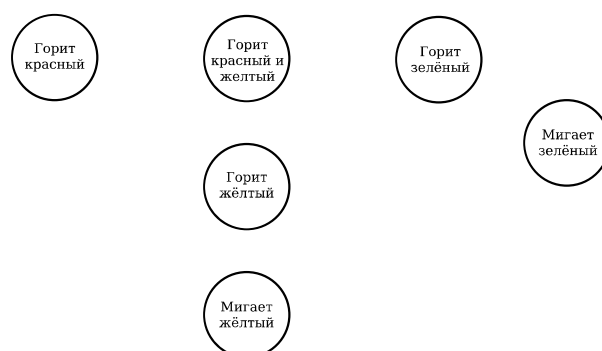 Горит
красный
Горит
красный и
желтый
Горит
зелёный
Мигает
зелёный
Горит
жёлтый
Мигает
жёлтый